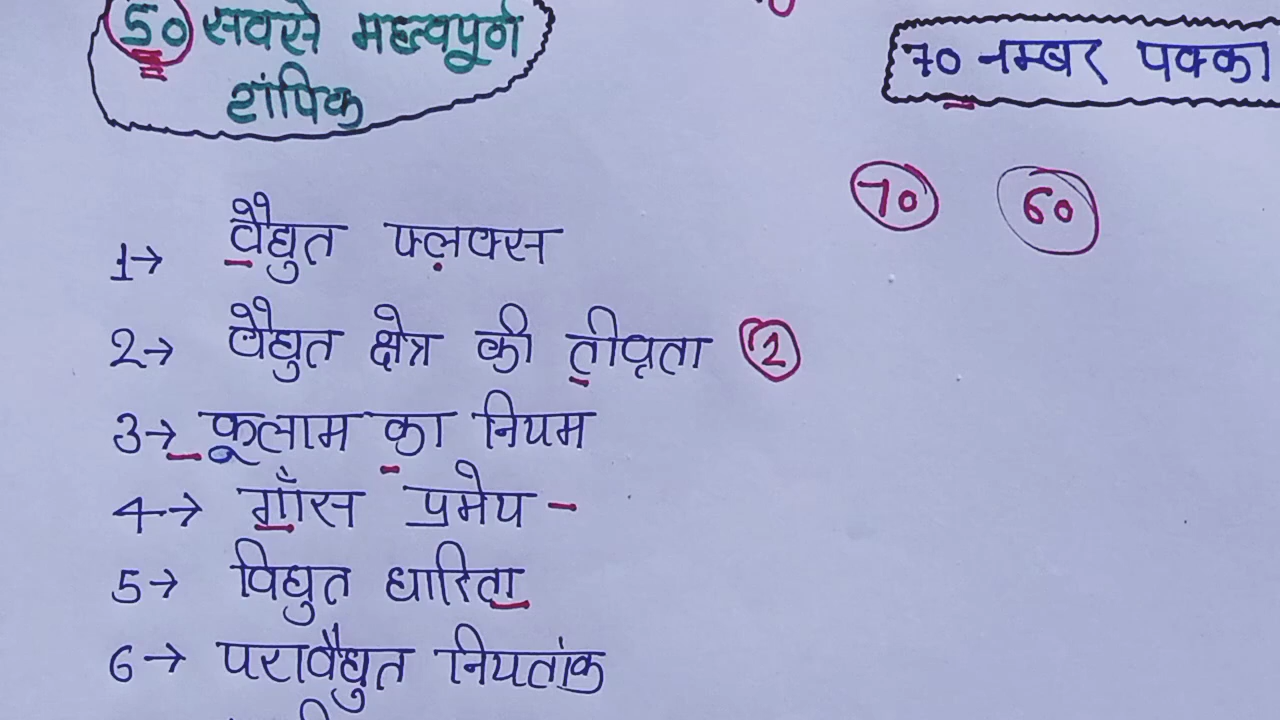 50 सबसे महत्वपूर्ण
टांपिक
70 नम्बर पक्का
70 60
1→ वैद्युत फ्लक्स
2→ वैद्युत क्षेत्र की तीव्रता 2
3→ कूलाम का नियम
4→ गाँस प्रमेय -
5→ विद्युत धारिता
6→ परावैद्युत नियतांक